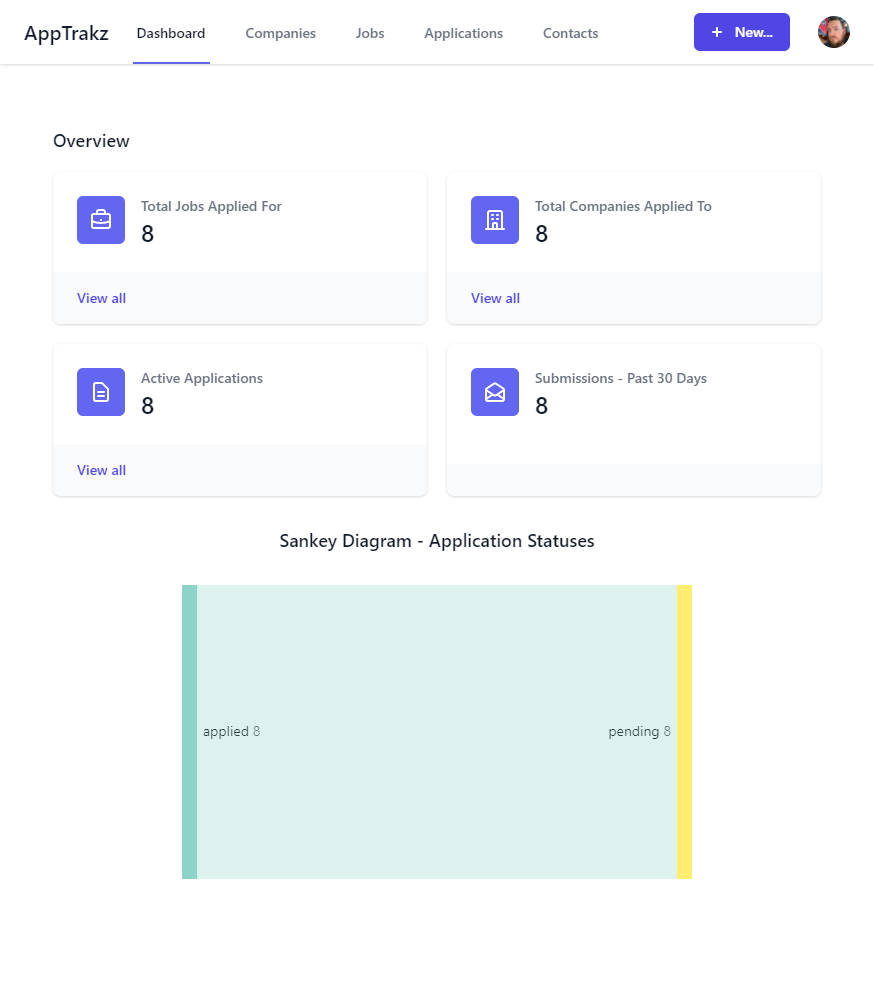 AppTrakz Dashboard Companies Jobs Applications Contacts + New...
Overview
Total Jobs Applied For
8
View all
Total Companies Applied To
8
View all
Active Applications
8
View all
Submissions - Past 30 Days
8
Sankey Diagram - Application Statuses
applied 8
pending 8